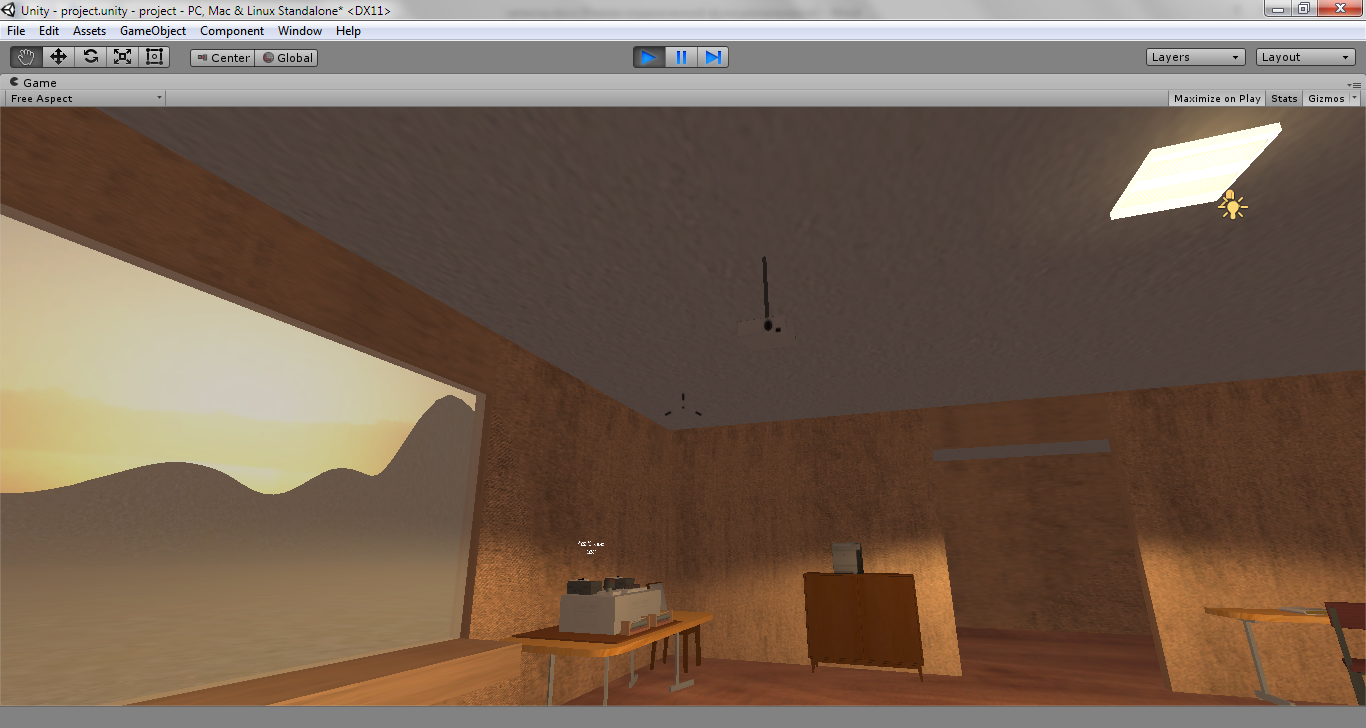 Unity - project.unity - project - PC, Mac & Linux Standalone* <DX11>
File Edit Assets GameObject Component Window Help
Center Global Layers Layout
Game
Free Aspect Maximize on Play Stats Gizmos